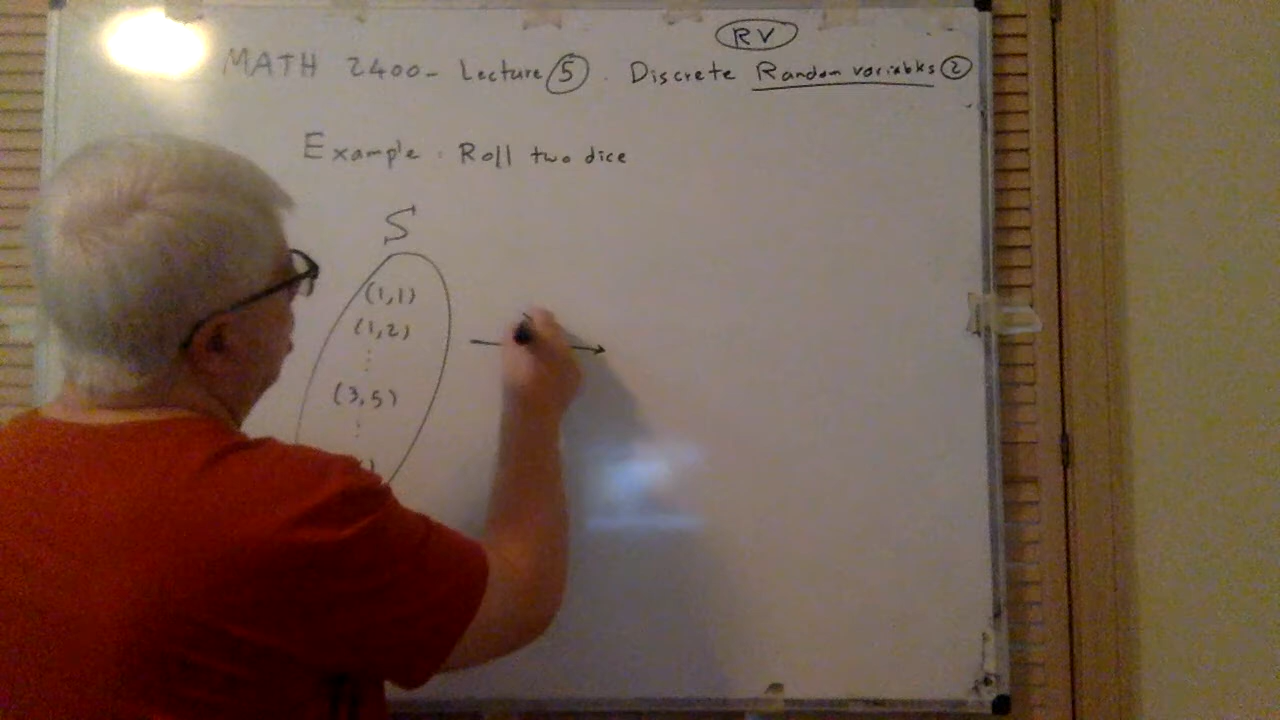 RV
MATH 2400- Lecture 5. Discrete Random variables 2
Example: Roll two dice
S
(1,1)
(1,2)
⋮
(3,5)
⋮